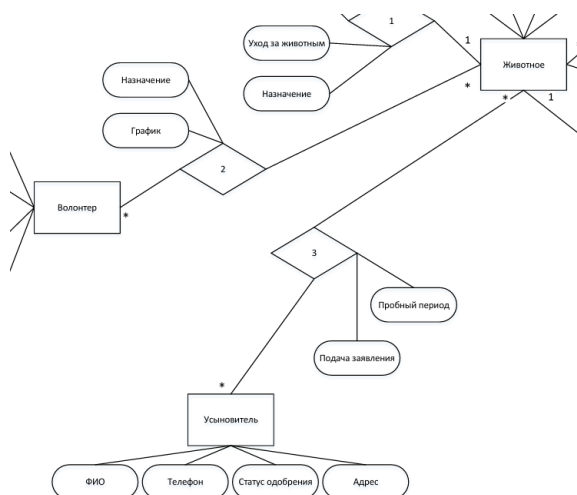 1
Уход за животным
1
Животное
Назначение
Назначение
*
*
1
График
2
Волонтер
*
3
Пробный период
Подача заявления
*
Усыновитель
ФИО
Телефон
Статус одобрения
Адрес